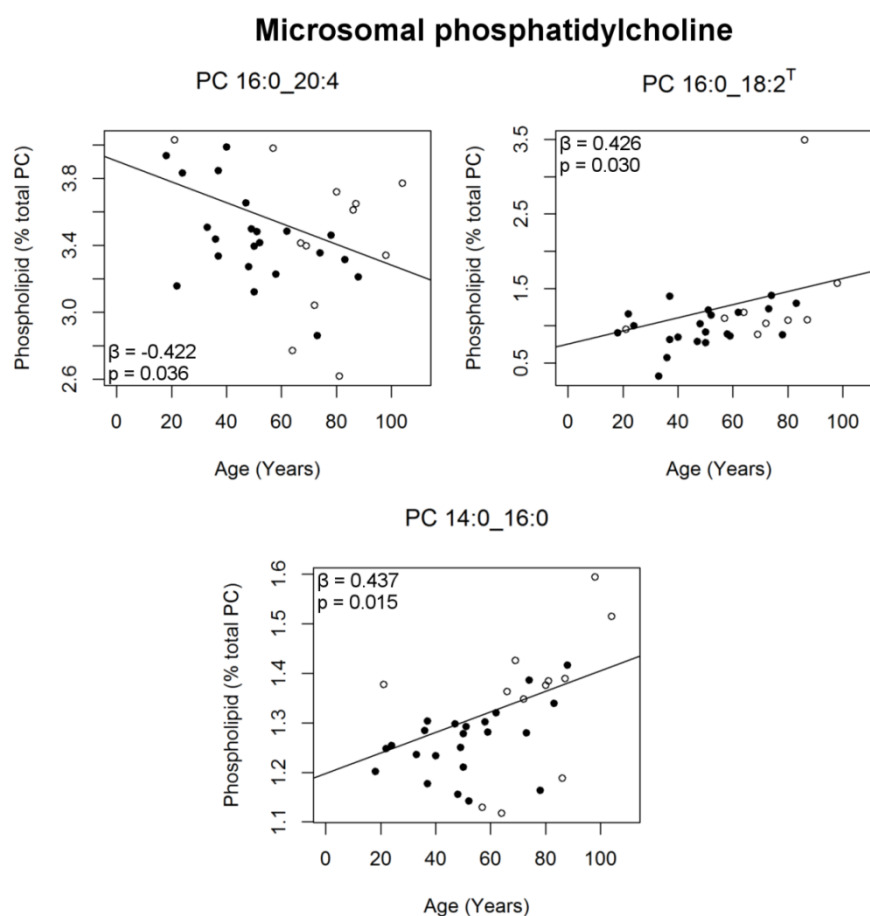 Microsomal phosphatidylcholine
PC 16:0_20:4
Phospholipid (% total PC)
3.8
3.4
3.0
2.6
β = -0.422
p = 0.036
0 20 40 60 80 100
Age (Years)
PC 16:0_18:2ᵀ
Phospholipid (% total PC)
3.5
2.5
1.5
0.5
β = 0.426
p = 0.030
0 20 40 60 80 100
Age (Years)
PC 14:0_16:0
Phospholipid (% total PC)
1.6
1.5
1.4
1.3
1.2
1.1
β = 0.437
p = 0.015
0 20 40 60 80 100
Age (Years)